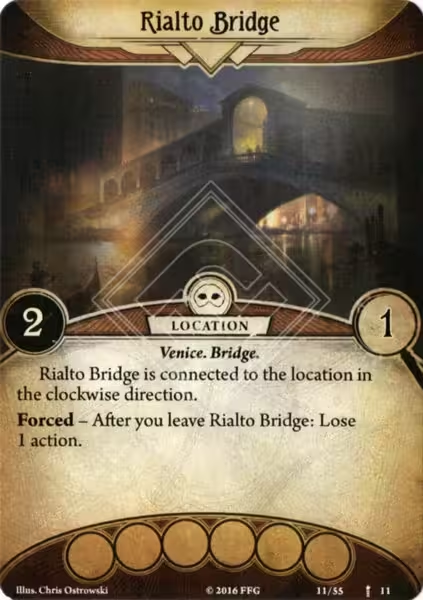 Rialto Bridge
2
LOCATION
1
Venice. Bridge.
Rialto Bridge is connected to the location in
the clockwise direction.
Forced – After you leave Rialto Bridge: Lose
1 action.
Illus. Chris Ostrowski © 2016 FFG 11/55 11